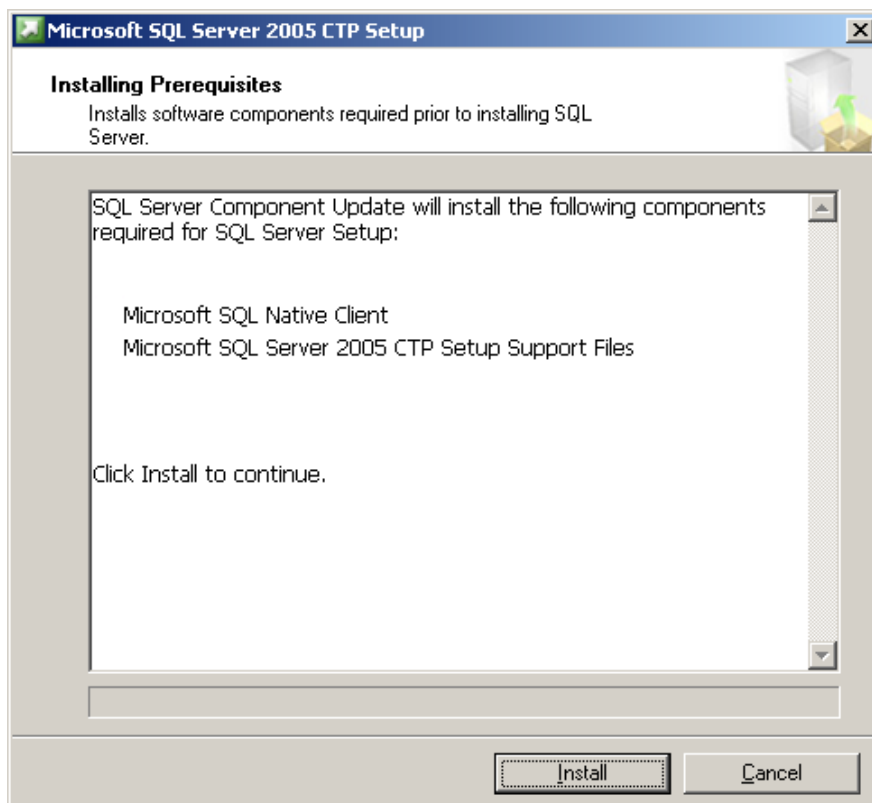 Microsoft SQL Server 2005 CTP Setup
Installing Prerequisites
Installs software components required prior to installing SQL
Server.
SQL Server Component Update will install the following components
required for SQL Server Setup:
Microsoft SQL Native Client
Microsoft SQL Server 2005 CTP Setup Support Files
Click Install to continue.
Install
Cancel